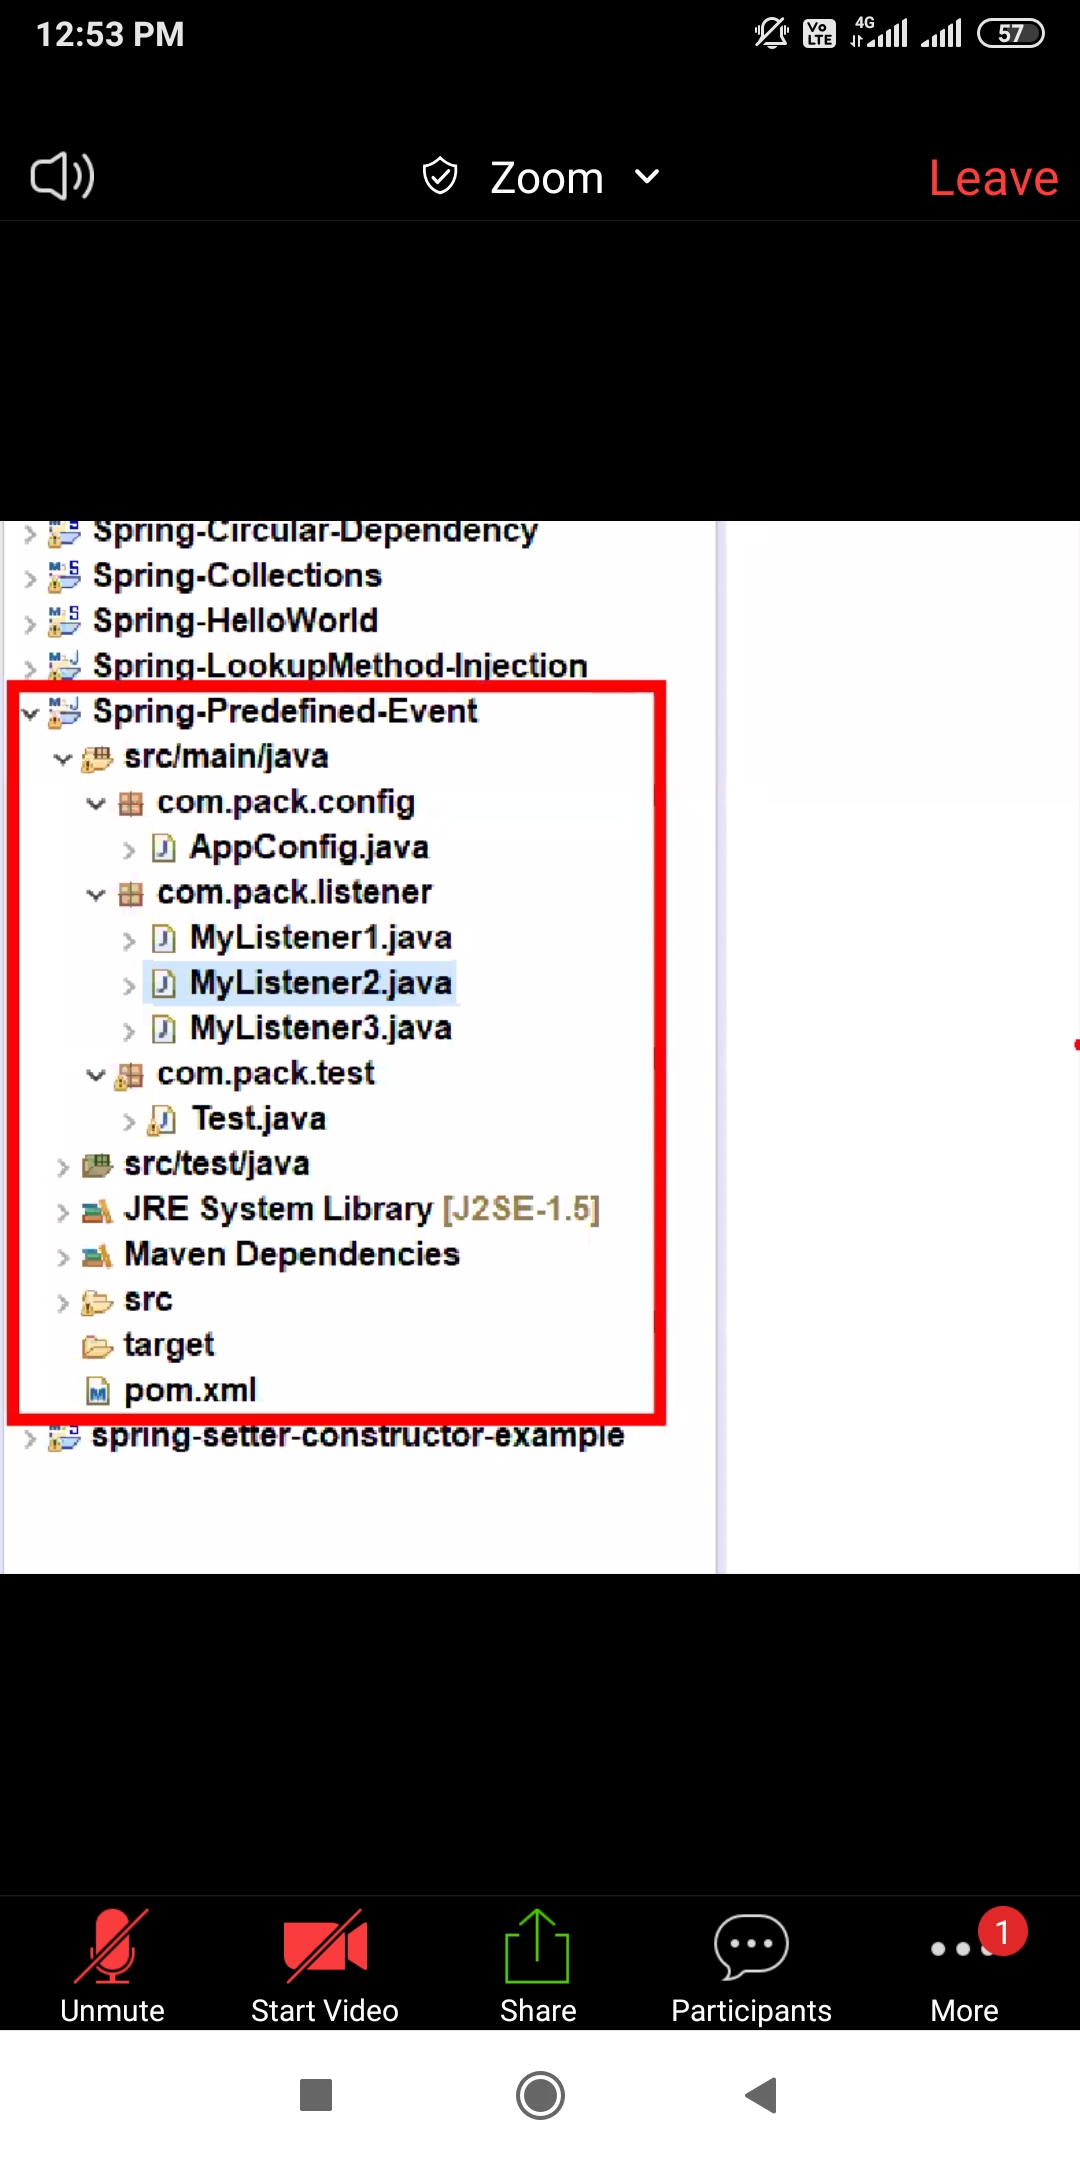 12:53 PM
Vo LTE 4G 57
Zoom
Leave
Spring-Circular-Dependency
Spring-Collections
Spring-HelloWorld
Spring-LookupMethod-Injection
Spring-Predefined-Event
src/main/java
com.pack.config
AppConfig.java
com.pack.listener
MyListener1.java
MyListener2.java
MyListener3.java
com.pack.test
Test.java
src/test/java
JRE System Library [J2SE-1.5]
Maven Dependencies
src
target
pom.xml
spring-setter-constructor-example
1
Unmute
Start Video
Share
Participants
More